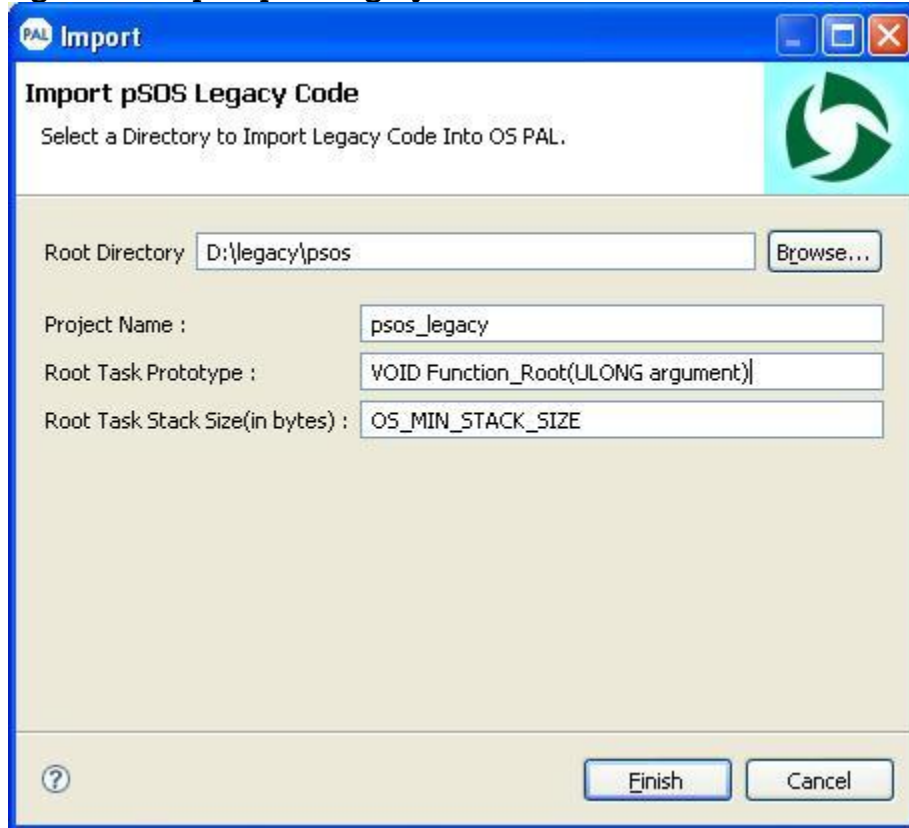 PAL Import
Import pSOS Legacy Code
Select a Directory to Import Legacy Code Into OS PAL.
Root Directory D:\legacy\psos Browse...
Project Name : psos_legacy
Root Task Prototype : VOID Function_Root(ULONG argument)
Root Task Stack Size(in bytes) : OS_MIN_STACK_SIZE
? Finish Cancel